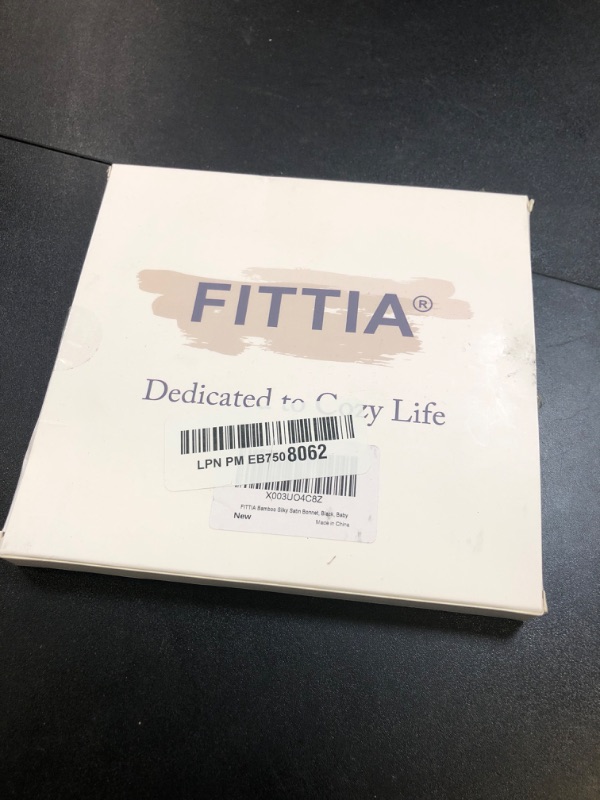 FITTIA®
Dedicated to Cozy Life
LPN PM EB7508062
X003UO4C8Z
FITTIA Bamboo Silky Satin Bonnet, Black, Baby
New
Made in China